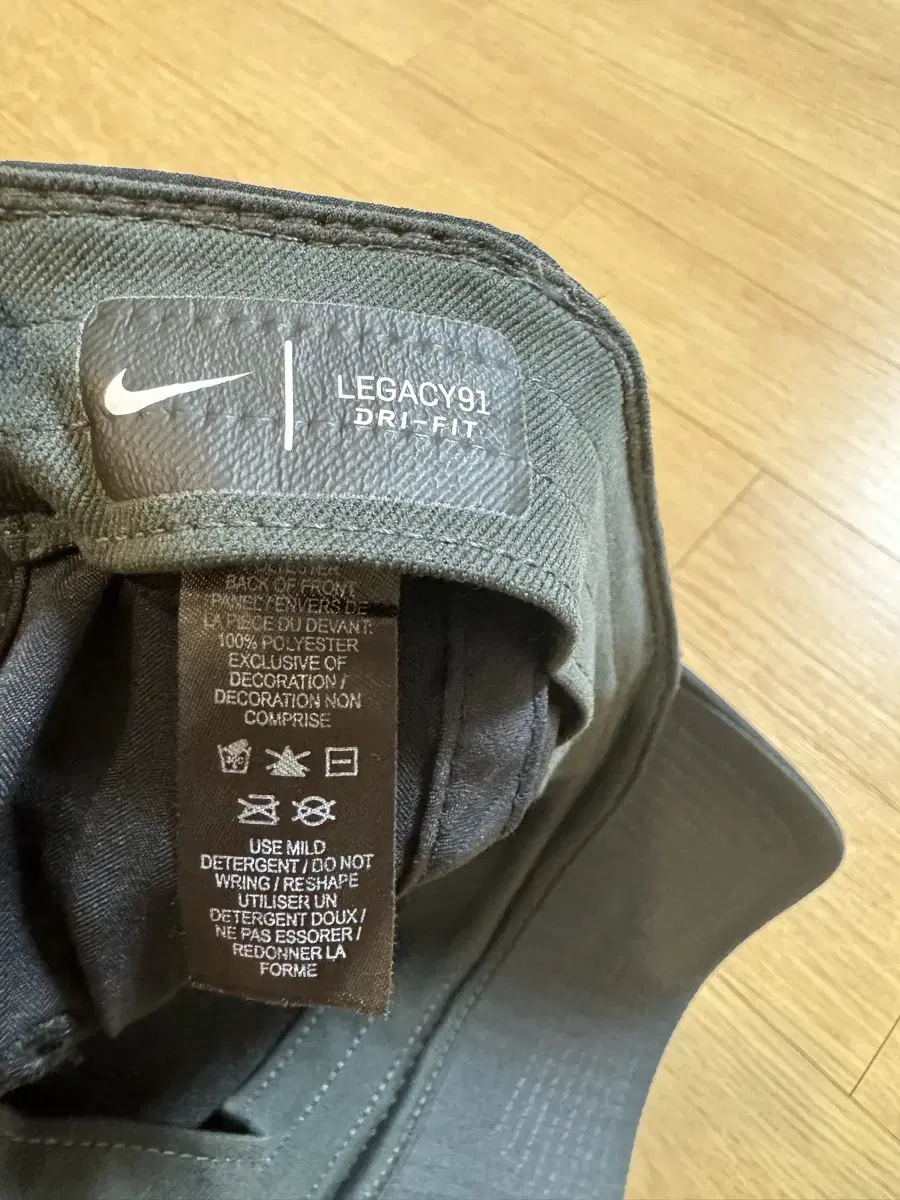 LEGACY91
DRI-FIT
BACK OF FRONT
PANEL / ENVERS DE
LA PIÈCE DU DEVANT:
100% POLYESTER
EXCLUSIVE OF
DECORATION /
DECORATION NON
COMPRISE
USE MILD
DETERGENT / DO NOT
WRING / RESHAPE
UTILISER UN
DETERGENT DOUX /
NE PAS ESSORER /
REDONNER LA
FORME